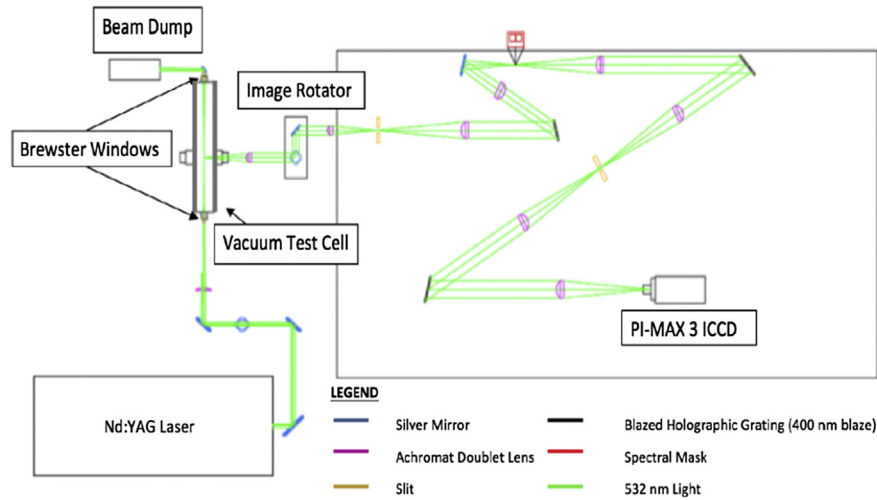 Beam Dump
Image Rotator
Brewster Windows
Vacuum Test Cell
PI-MAX 3 ICCD
Nd:YAG Laser
LEGEND
Silver Mirror
Blazed Holographic Grating (400 nm blaze)
Achromat Doublet Lens
Spectral Mask
Slit
532 nm Light